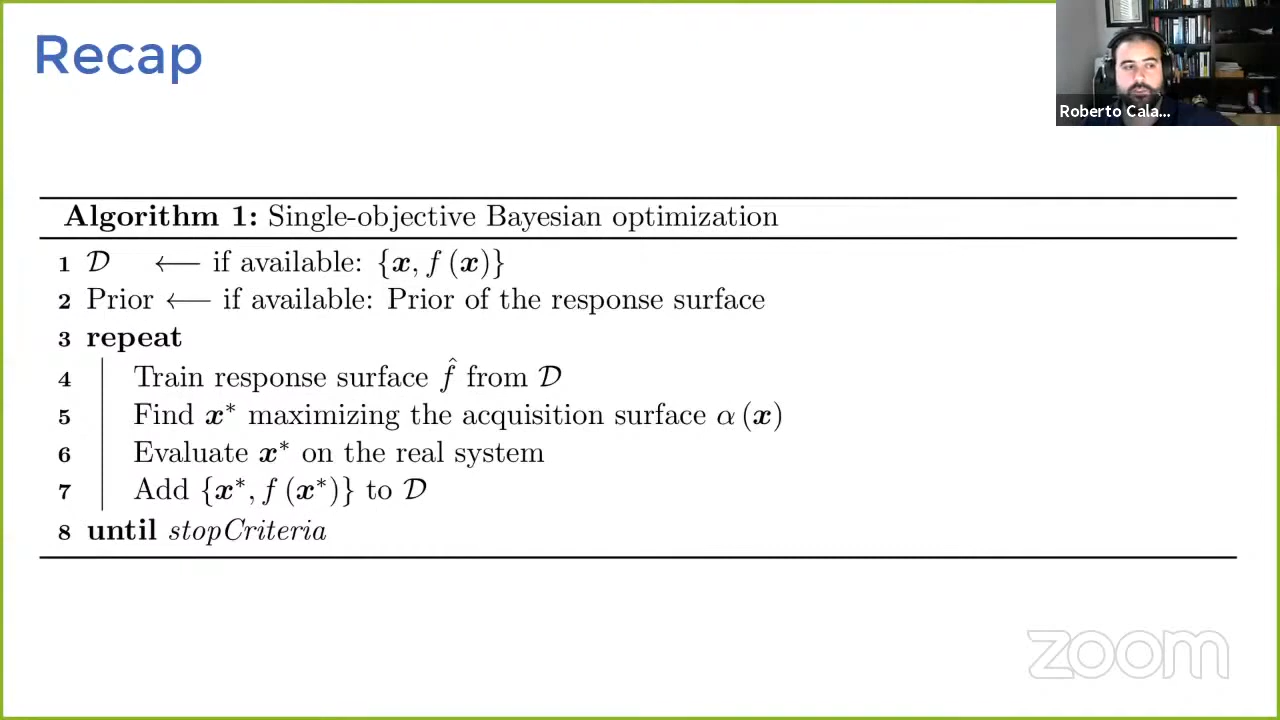 Recap
Roberto Cala...
Algorithm 1: Single-objective Bayesian optimization
1 𝒟 ⟵ if available: {𝒙, f (𝒙)}
2 Prior ⟵ if available: Prior of the response surface
3 repeat
4 Train response surface f̂ from 𝒟
5 Find 𝒙* maximizing the acquisition surface α (𝒙)
6 Evaluate 𝒙* on the real system
7 Add {𝒙*, f (𝒙*)} to 𝒟
8 until stopCriteria
zoom